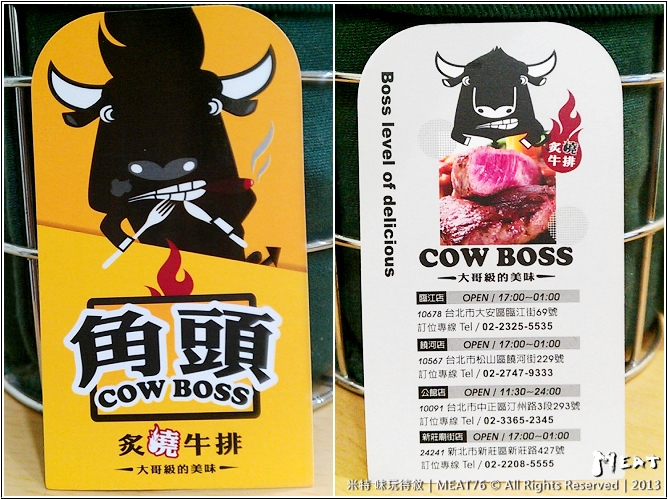 角頭
COW BOSS
炙燒牛排
大哥級的美味
Boss level of delicious
炙燒
牛排
COW BOSS
大哥級的美味
臨江店 OPEN / 17:00~01:00
10678 台北市大安區臨江街69號
訂位專線 Tel / 02-2325-5535
饒河店 OPEN / 17:00~01:00
10567 台北市松山區饒河街229號
訂位專線 Tel / 02-2747-9333
公館店 OPEN / 11:30~24:00
10091 台北市中正區汀州路3段293號
訂位專線 Tel / 02-3365-2345
新莊廟街店 OPEN / 17:00~01:00
24241 新北市新莊區新莊路427號
訂位專線 Tel / 02-2208-5555
MEAT
米特‧味玩待敘 | MEAT76 © All Rights Reserved | 2013